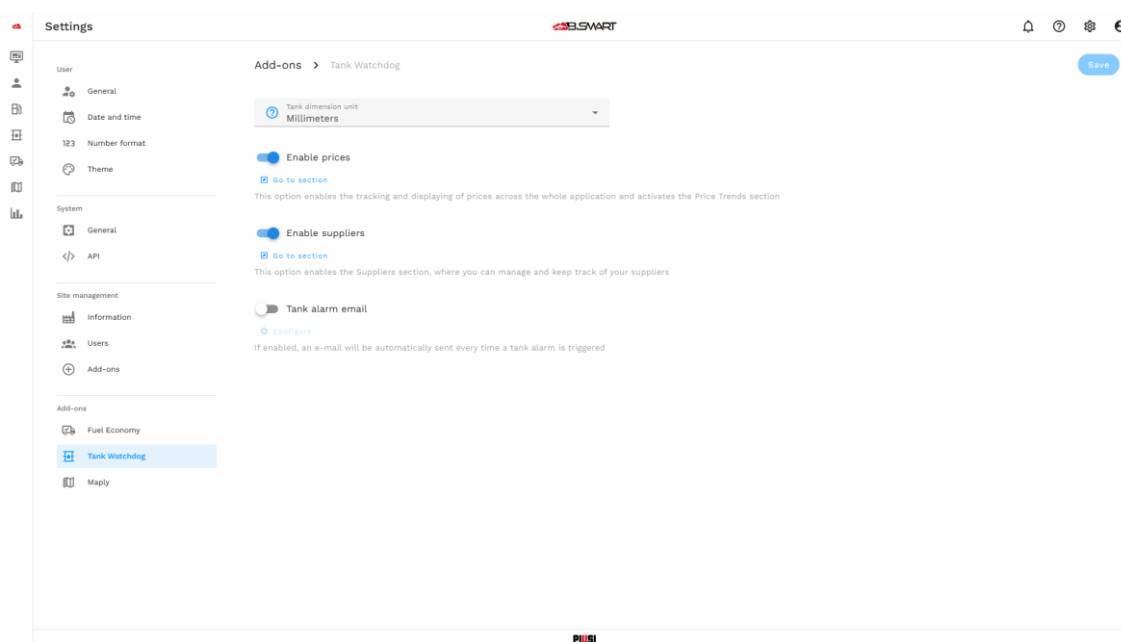 Settings
B.SMART
User
General
Date and time
123 Number format
Theme
System
General
</> API
Site management
Information
Users
Add-ons
Add-ons
Fuel Economy
Tank Watchdog
Maply
Add-ons > Tank Watchdog
Save
Tank dimension unit
Millimeters
Enable prices
Go to section
This option enables the tracking and displaying of prices across the whole application and activates the Price Trends section
Enable suppliers
Go to section
This option enables the Suppliers section, where you can manage and keep track of your suppliers
Tank alarm email
Configure
If enabled, an e-mail will be automatically sent every time a tank alarm is triggered
PIUSI